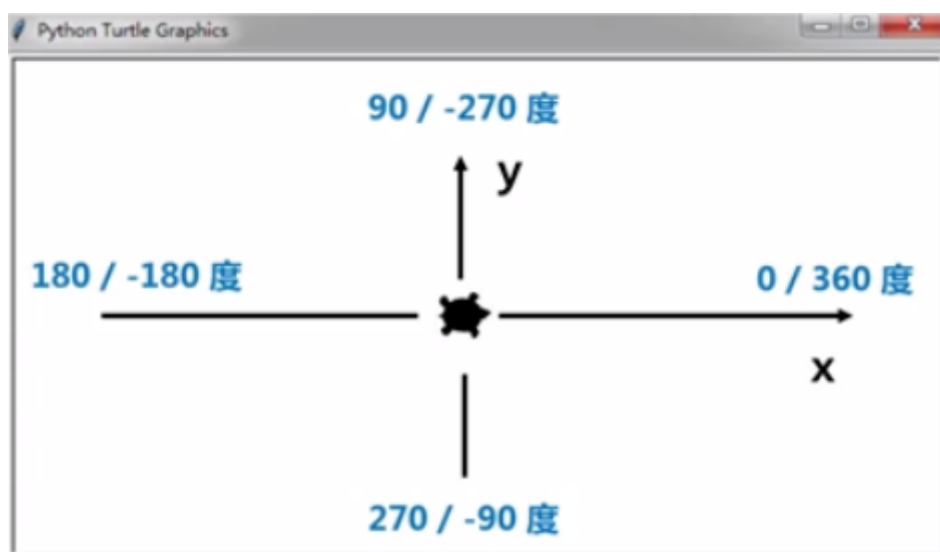 Python Turtle Graphics
90 / -270 度
y
180 / -180 度
0 / 360 度
x
270 / -90 度